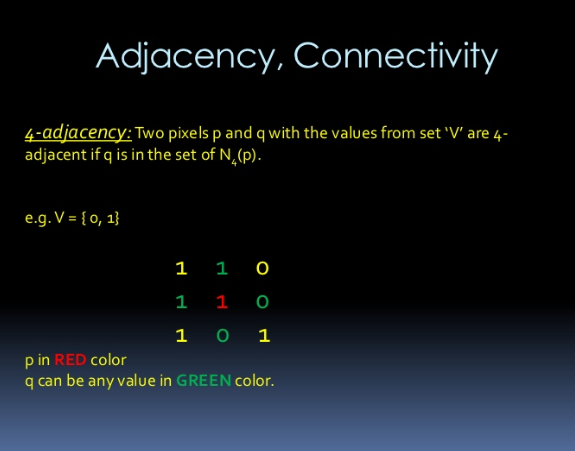 Adjacency, Connectivity
4-adjacency: Two pixels p and q with the values from set ‘V’ are 4-
adjacent if q is in the set of N4(p).
e.g. V = { 0, 1}
1 1 0
1 1 0
1 0 1
p in RED color
q can be any value in GREEN color.